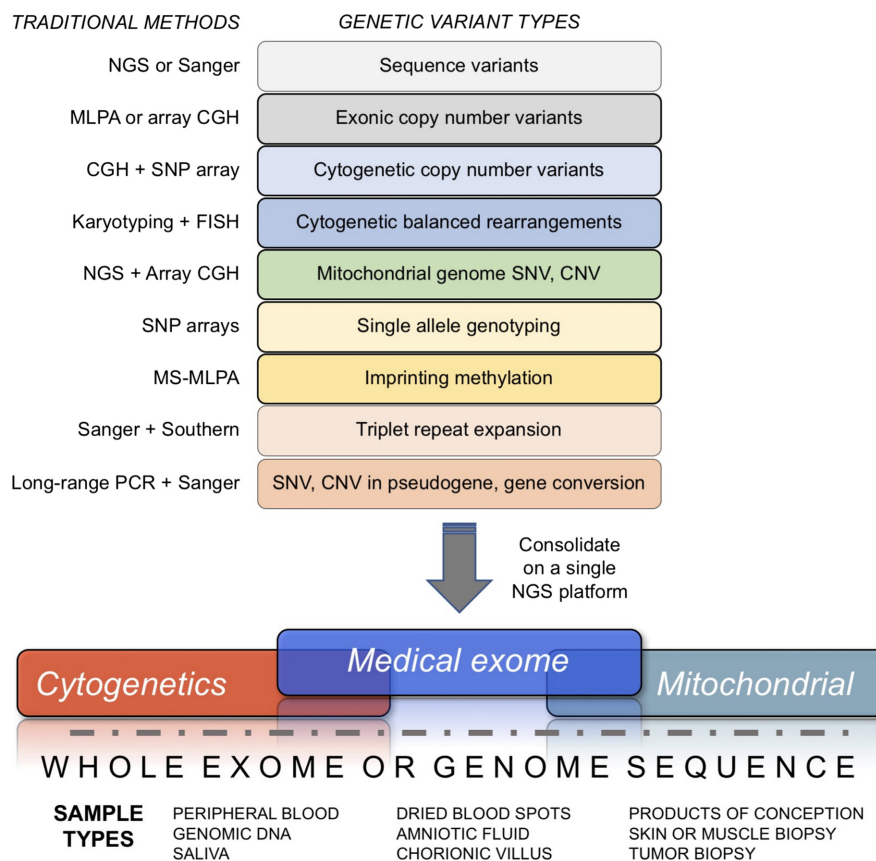 TRADITIONAL METHODS GENETIC VARIANT TYPES
NGS or Sanger Sequence variants
MLPA or array CGH Exonic copy number variants
CGH + SNP array Cytogenetic copy number variants
Karyotyping + FISH Cytogenetic balanced rearrangements
NGS + Array CGH Mitochondrial genome SNV, CNV
SNP arrays Single allele genotyping
MS-MLPA Imprinting methylation
Sanger + Southern Triplet repeat expansion
Long-range PCR + Sanger SNV, CNV in pseudogene, gene conversion
Consolidate
on a single
NGS platform
Cytogenetics Medical exome Mitochondrial
WHOLE EXOME OR GENOME SEQUENCE
SAMPLE
TYPES
PERIPHERAL BLOOD
GENOMIC DNA
SALIVA
DRIED BLOOD SPOTS
AMNIOTIC FLUID
CHORIONIC VILLUS
PRODUCTS OF CONCEPTION
SKIN OR MUSCLE BIOPSY
TUMOR BIOPSY